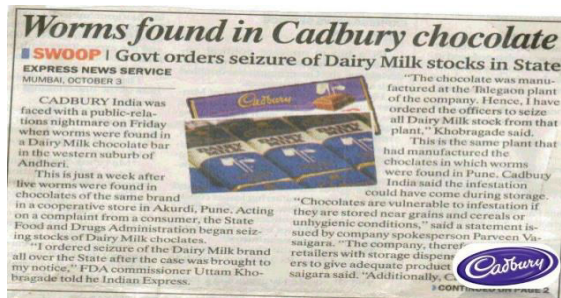 Worms found in Cadbury chocolate
SWOOP | Govt orders seizure of Dairy Milk stocks in State
EXPRESS NEWS SERVICE
MUMBAI, OCTOBER 3
CADBURY India was
faced with a public-rela-
tions nightmare on Friday
when worms were found in
a Dairy Milk chocolate bar
in the western suburb of
Andheri.
This is just a week after
live worms were found in
chocolates of the same brand
in a cooperative store in Akurdi, Pune. Acting
on a complaint from a consumer, the State
Food and Drugs Administration began seiz-
ing stocks of Dairy Milk choclates.
"I ordered seizure of the Dairy Milk brand
all over the State after the case was brought to
my notice," FDA commissioner Uttam Kho-
bragade told he Indian Express.
Cadbury
"The chocolate was manu-
factured at the Talegaon plant
of the company. Hence, I have
ordered the officers to seize
all Dairy Milk stock from that
plant," Khobragade said.
This is the same plant that
had manufactured the
choclates in which worms
were found in Pune. Cadbury
India said the infestation
could have come during storage.
"Chocolates are vulnerable to infestation if
they are stored near grains and cereals or
unhygienic conditions," said a statement is-
sued by company spokesperson Parveen Va-
saigara. "The company, theref
retailers with storage dispen
ers to give adequate product
saigara said. "Additionally, C
CONTINUED ON PAGE 2
Cadbury